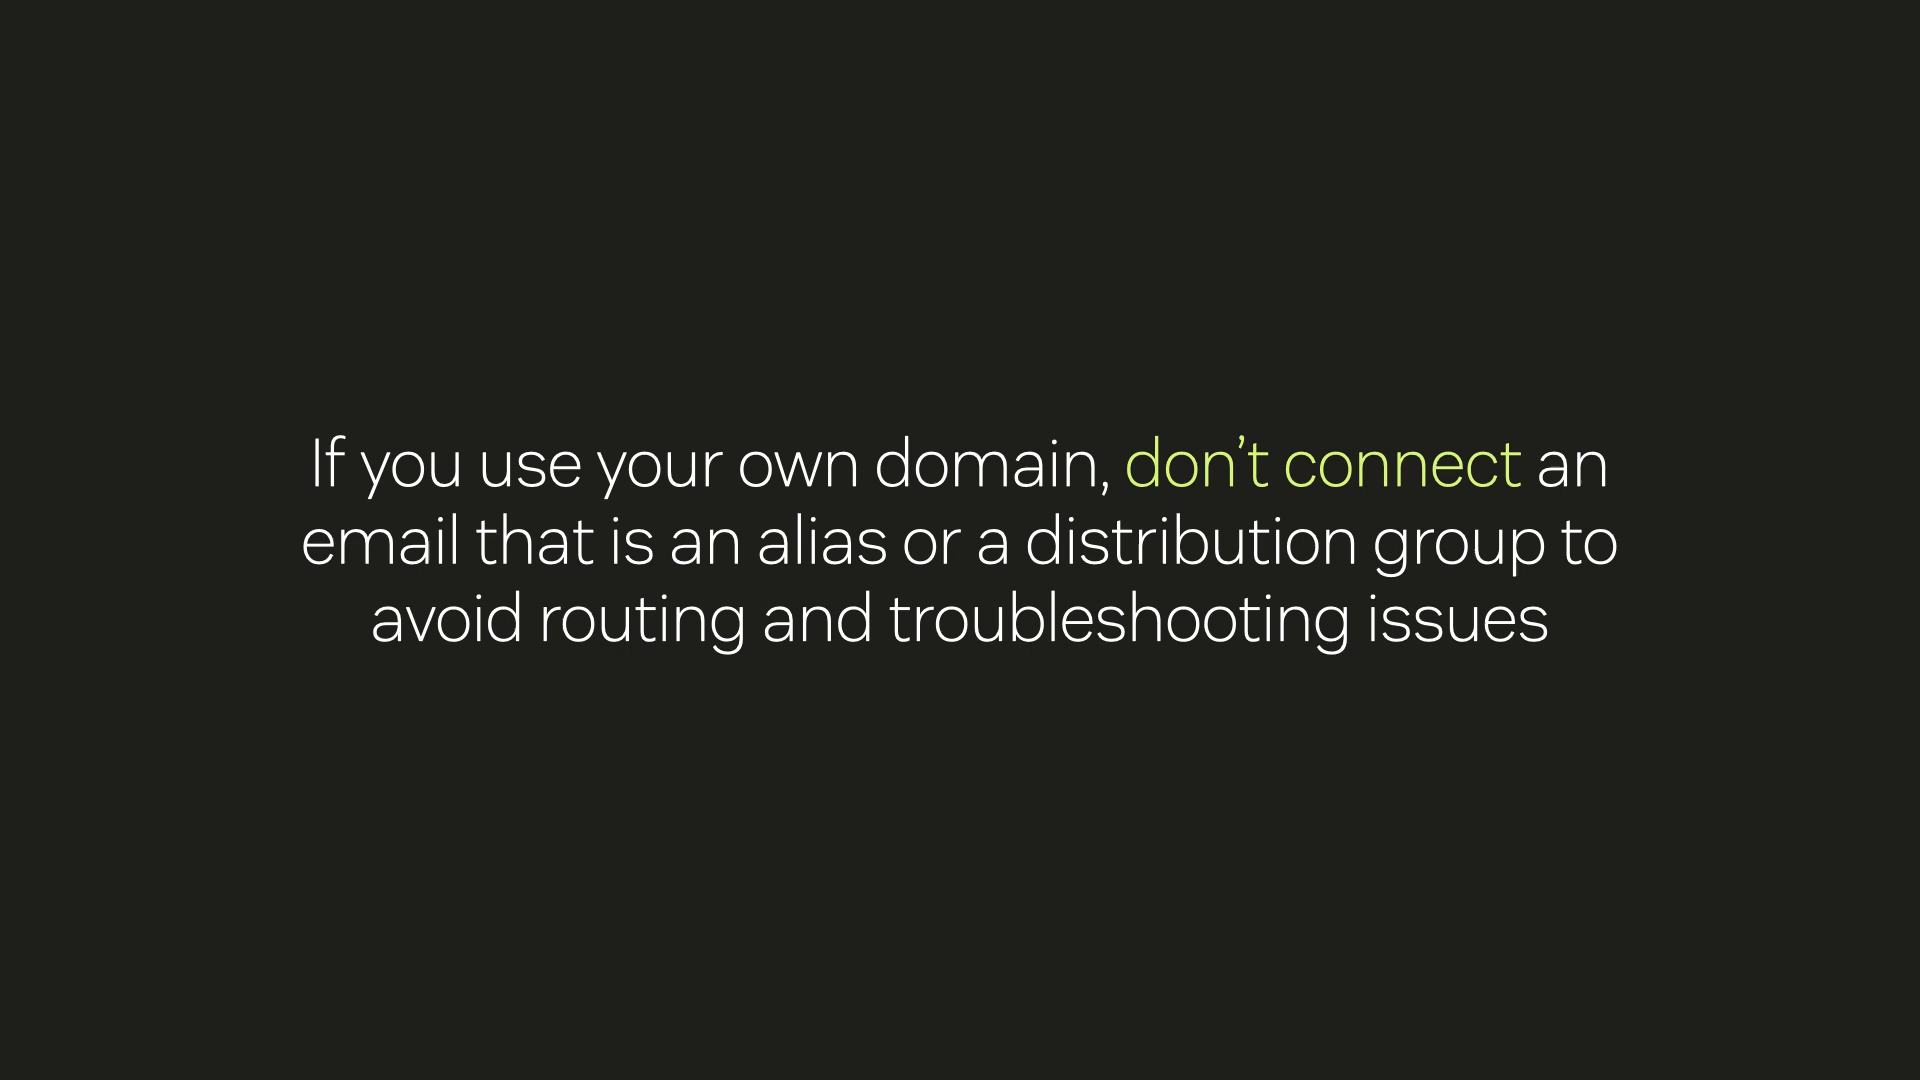 If you use your own domain, don’t connect an
email that is an alias or a distribution group to
avoid routing and troubleshooting issues